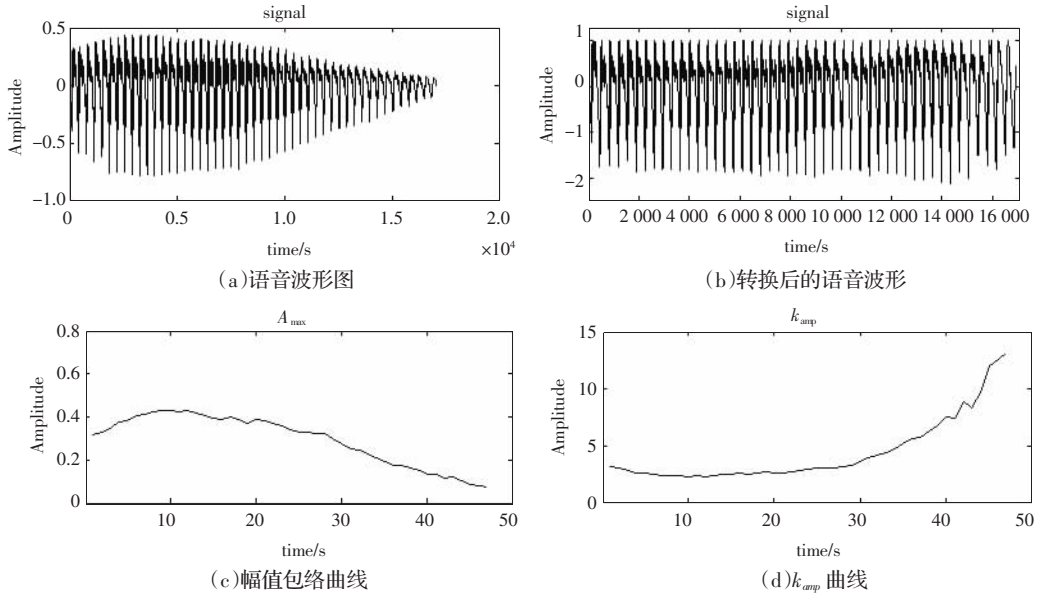 signal
0.5
0
−0.5
−1.0
Amplitude
0 0.5 1.0 1.5 2.0
time/s ×10⁴
(a)语音波形图
signal
1
0
−1
−2
Amplitude
0 2 000 4 000 6 000 8 000 10 000 12 000 14 000 16 000
time/s
(b)转换后的语音波形
Amax
0.8
0.6
0.4
0.2
0
Amplitude
10 20 30 40 50
time/s
(c)幅值包络曲线
kamp
15
10
5
0
Amplitude
10 20 30 40 50
time/s
(d)kamp 曲线